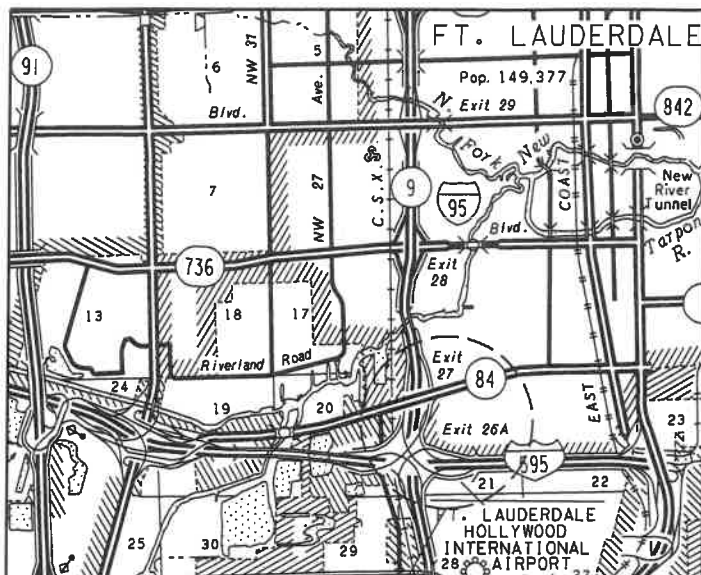 FT. LAUDERDALE
Pop. 149,377
91
6
NW 31
5
Ave.
Blvd.
N.
Exit 29
842
Fork
New
7
NW 27
C.S.X.
9
95
COAST
New
River
Tunnel
Blvd.
Tarpon
R.
736
Exit
28
13
18
17
Riverland Road
Exit
27
84
24
19
20
EAST
23
Exit 26A
595
21
22
FT. LAUDERDALE
HOLLYWOOD
INTERNATIONAL
AIRPORT
25
30
29
28
27